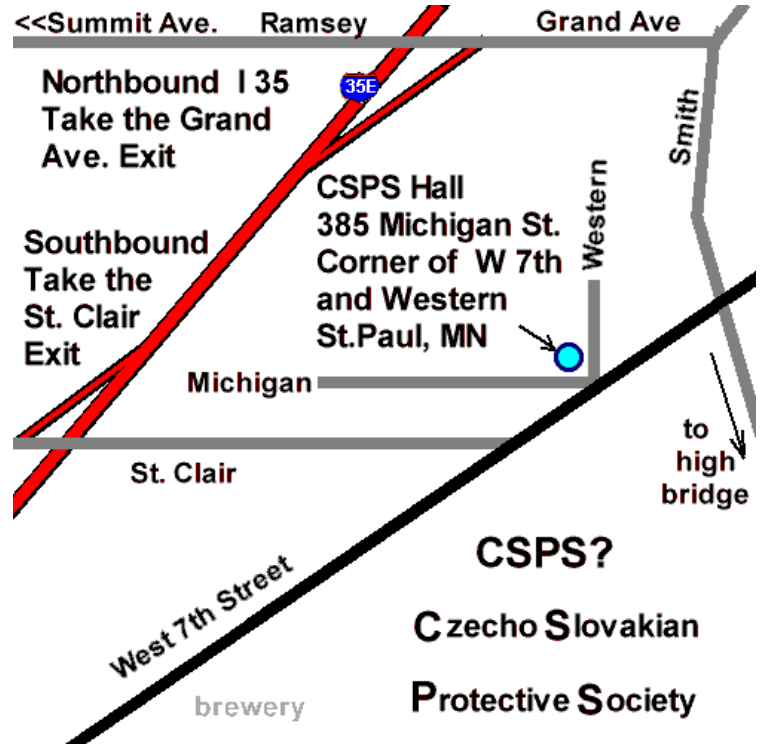 <<Summit Ave. Ramsey Grand Ave
Northbound I 35
Take the Grand
Ave. Exit
35E
Smith
CSPS Hall
385 Michigan St.
Corner of W 7th
and Western
St.Paul, MN
Western
Southbound
Take the
St. Clair
Exit
Michigan
St. Clair
to
high
bridge
West 7th Street
CSPS?
Czecho Slovakian
Protective Society
brewery